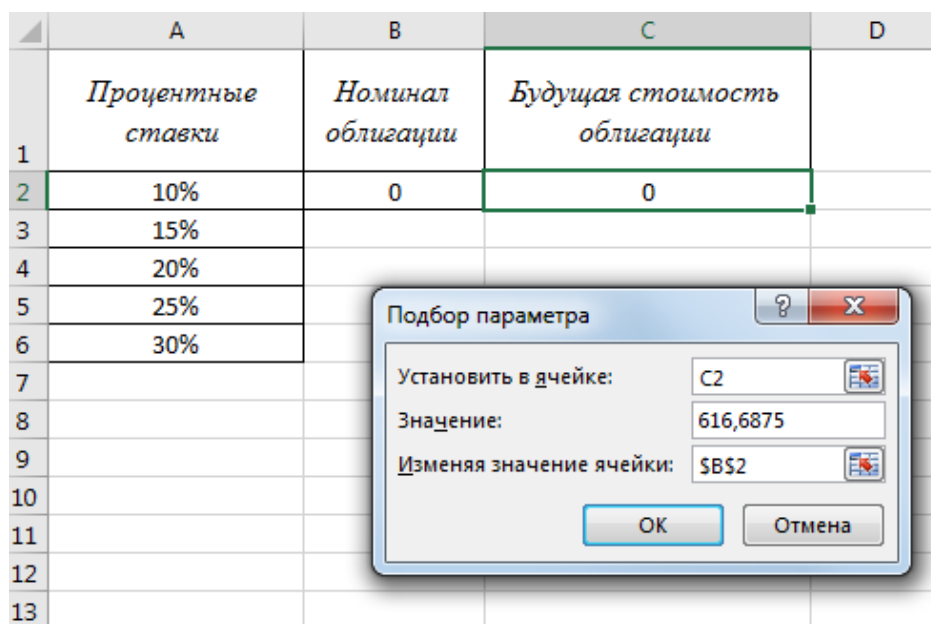 A B C D
1 Процентные ставки Номинал облигации Будущая стоимость облигации
2 10% 0 0
3 15%
4 20%
5 25%
6 30%
7
8
9
10
11
12
13
Подбор параметра
Установить в ячейке: C2
Значение: 616,6875
Изменяя значение ячейки: $B$2
ОК Отмена